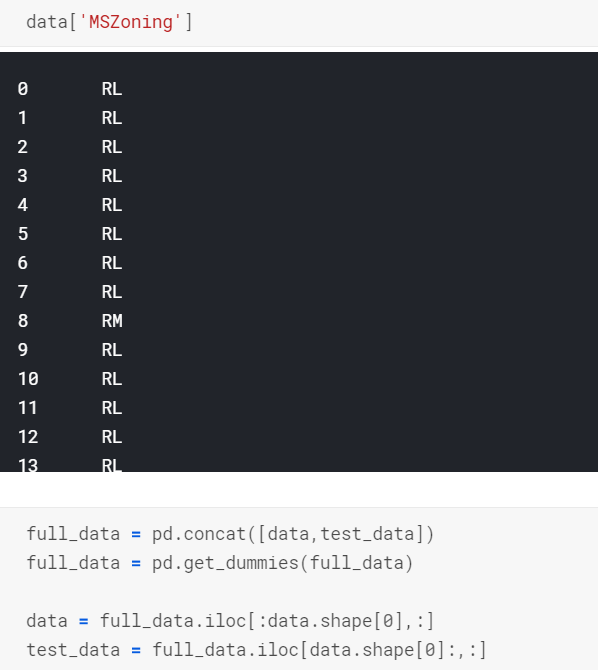 data['MSZoning']
0 RL
1 RL
2 RL
3 RL
4 RL
5 RL
6 RL
7 RL
8 RM
9 RL
10 RL
11 RL
12 RL
13 RL
full_data = pd.concat([data,test_data])
full_data = pd.get_dummies(full_data)
data = full_data.iloc[:data.shape[0],:]
test_data = full_data.iloc[data.shape[0]:,:]